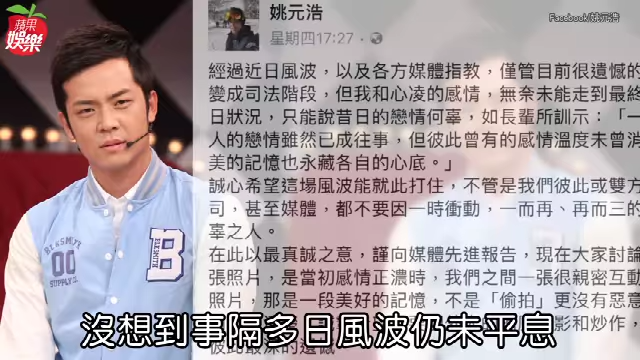 蘋果
娛樂
Facebook/姚元浩
姚元浩
星期四17:27
經過近日風波，以及各方媒體指教，僅管目前很遺憾的
變成司法階段，但我和心凌的感情，無奈未能走到最終
日狀況，只能說昔日的戀情何辜，如長輩所訓示：「一
人的戀情雖然已成往事，但彼此曾有的感情溫度未曾消
美的記憶也永藏各自的心底。」
誠心希望這場風波能就此打住，不管是我們彼此或雙方
司，甚至媒體，都不要因一時衝動，一而再、再而三的
辜之人。
在此以最真誠之意，謹向媒體先進報告，現在大家討論
張照片，是當初感情正濃時，我們之間一張很親密互動
照片，那是一段美好的記憶，不是「偷拍」更沒有惡意
影和炒作，
BIKSMITH
00
SUPPLY
B
沒想到事隔多日風波仍未平息